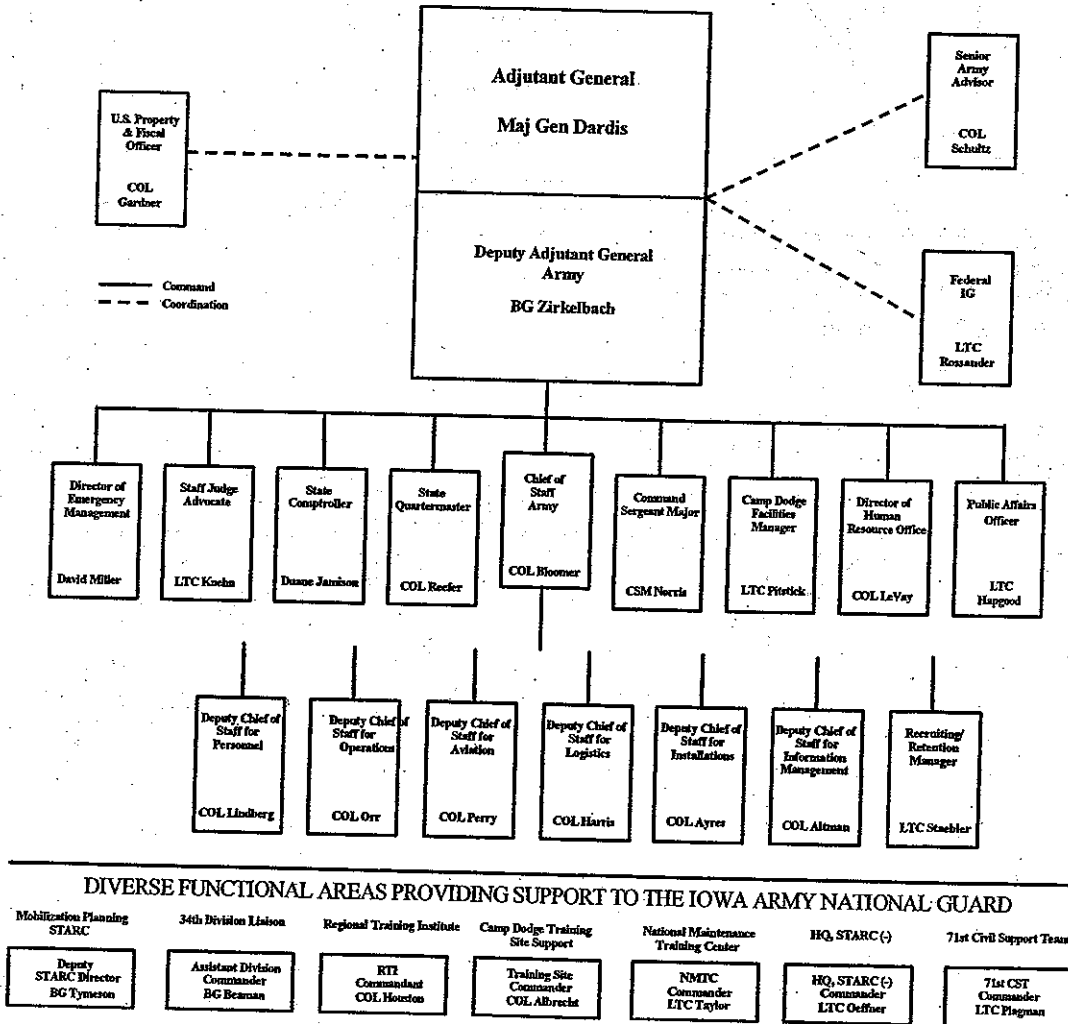 Adjutant General
Maj Gen Dardis
Senior
Army
Advisor
COL
Schultz
U.S. Property
& Fiscal
Officer
COL
Gardner
Deputy Adjutant General
Army
BG Zirkelbach
Federal
IG
LTC
Rossander
Command
Coordination
Director of
Emergency
Management
David Miller
Staff Judge
Advocate
LTC Kuehn
State
Comptroller
Duane Jamison
State
Quartermaster
COL Reefer
Chief of
Staff
Army
COL Bloomer
Command
Sergeant Major
CSM Norris
Camp Dodge
Facilities
Manager
LTC Pitstick
Director of
Human
Resource Office
COL LeVay
Public Affairs
Officer
LTC
Hapgood
Deputy Chief of
Staff for
Personnel
COL Lindberg
Deputy Chief of
Staff for
Operations
COL Orr
Deputy Chief of
Staff for
Aviation
COL Perry
Deputy Chief of
Staff for
Logistics
COL Harris
Deputy Chief of
Staff for
Installations
COL Ayres
Deputy Chief of
Staff for
Information
Management
COL Altman
Recruiting/
Retention
Manager
LTC Staebler
DIVERSE FUNCTIONAL AREAS PROVIDING SUPPORT TO THE IOWA ARMY NATIONAL GUARD
Mobilization Planning
STARC
Deputy
STARC Director
BG Tymeson
34th Division Liaison
Assistant Division
Commander
BG Beaman
Regional Training Institute
RTI
Commandant
COL Houston
Camp Dodge Training
Site Support
Training Site
Commander
COL Albrecht
National Maintenance
Training Center
NMTC
Commander
LTC Taylor
HQ, STARC (-)
HQ, STARC (-)
Commander
LTC Oeffner
71st Civil Support Team
71st CST
Commander
LTC Plagman